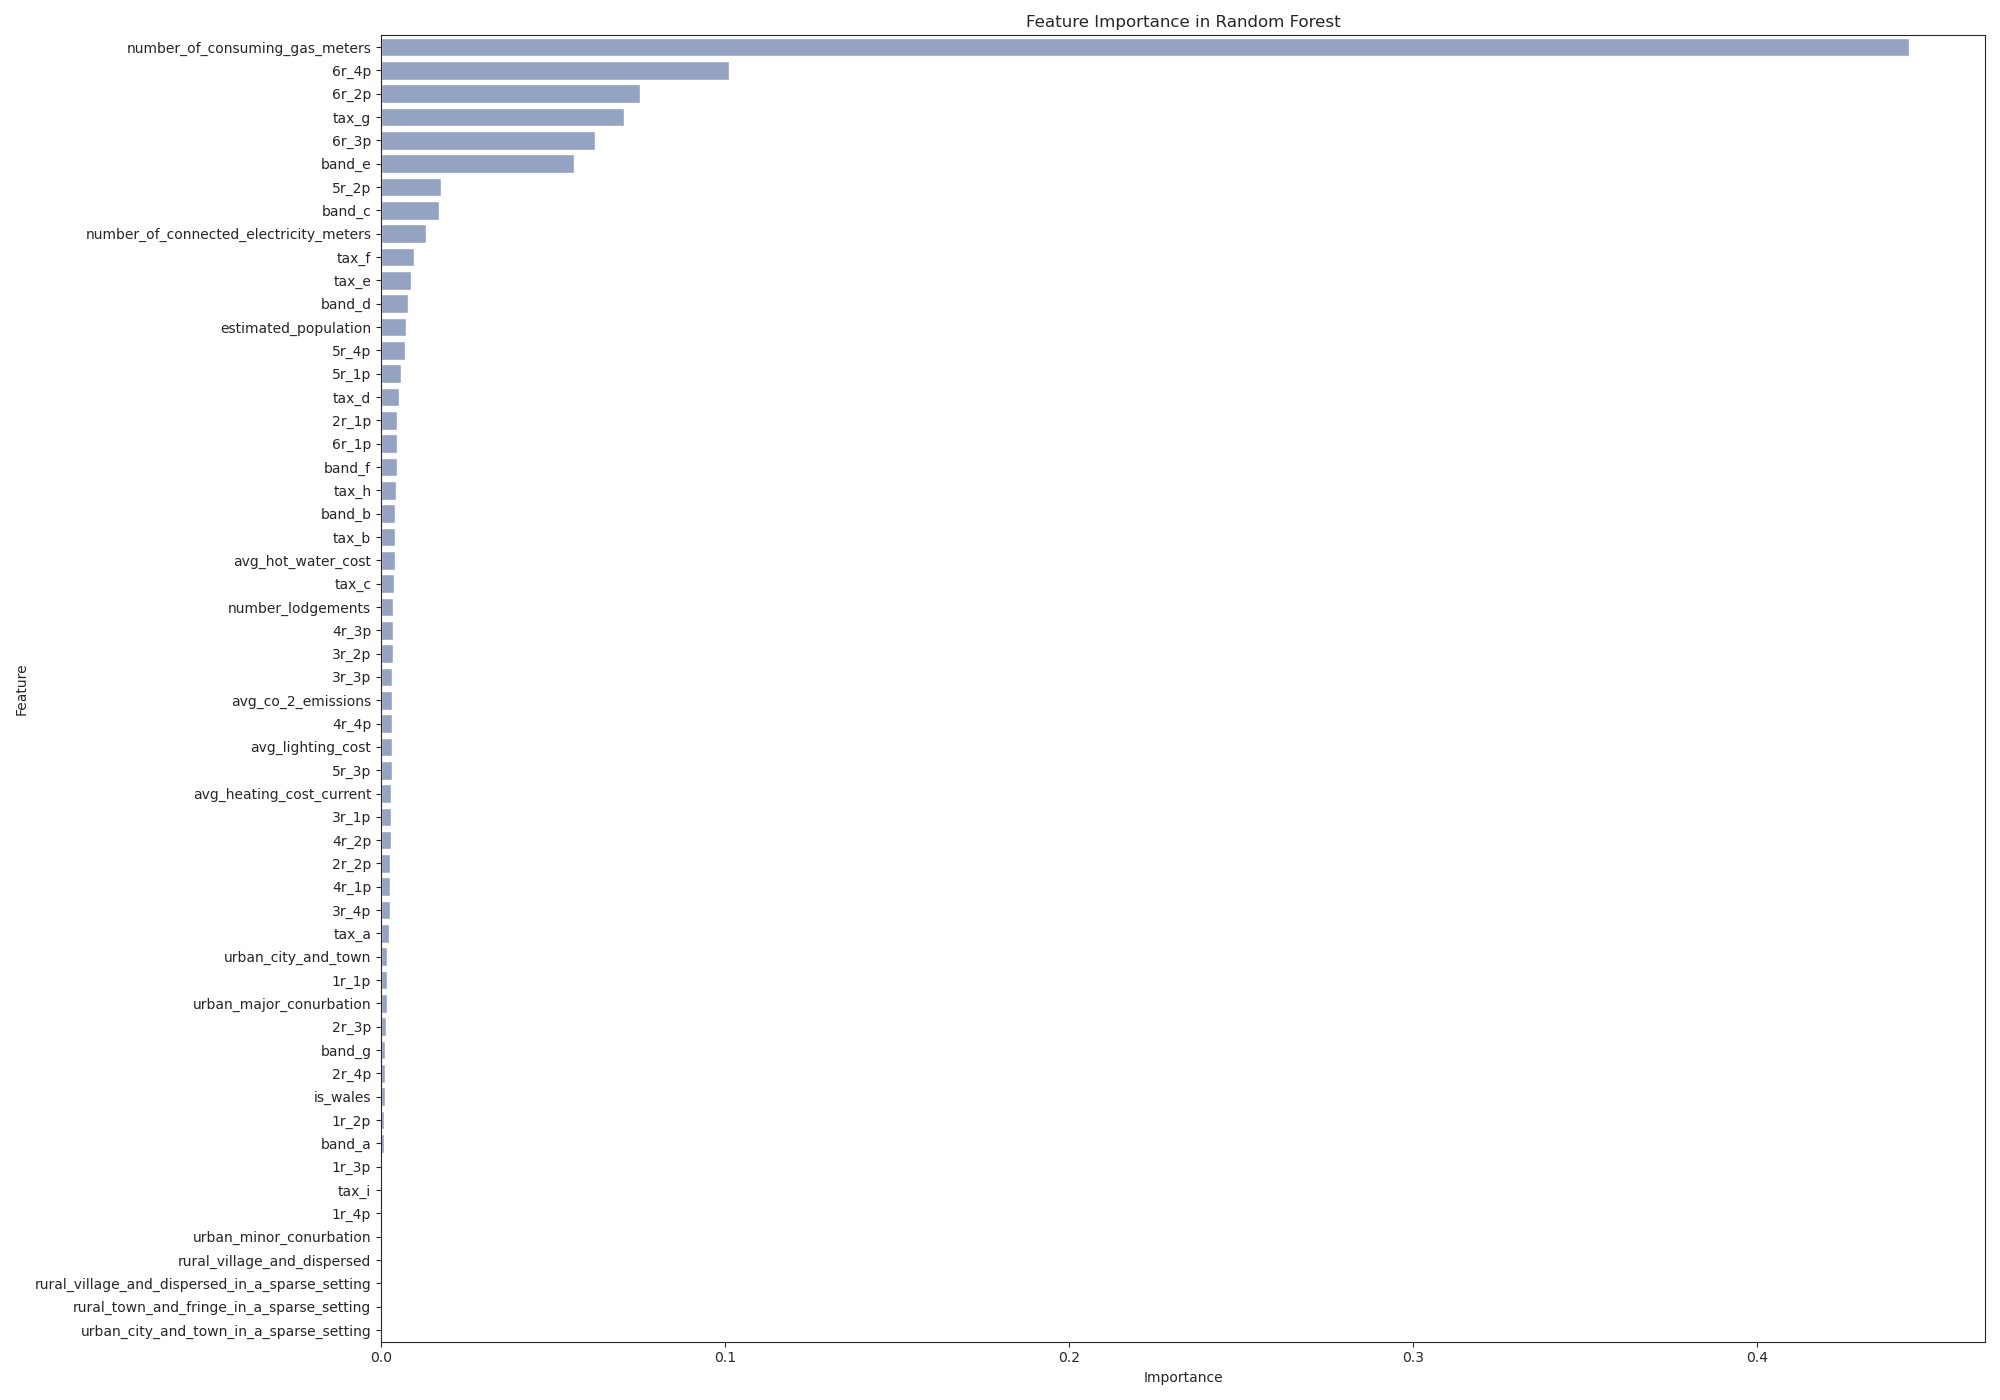 Feature Importance in Random Forest
number_of_consuming_gas_meters
6r_4p
6r_2p
tax_g
6r_3p
band_e
5r_2p
band_c
number_of_connected_electricity_meters
tax_f
tax_e
band_d
estimated_population
5r_4p
5r_1p
tax_d
2r_1p
6r_1p
band_f
tax_h
band_b
tax_b
avg_hot_water_cost
tax_c
number_lodgements
4r_3p
3r_2p
3r_3p
avg_co_2_emissions
4r_4p
avg_lighting_cost
5r_3p
avg_heating_cost_current
3r_1p
4r_2p
2r_2p
4r_1p
3r_4p
tax_a
urban_city_and_town
1r_1p
urban_major_conurbation
2r_3p
band_g
2r_4p
is_wales
1r_2p
band_a
1r_3p
tax_i
1r_4p
urban_minor_conurbation
rural_village_and_dispersed
rural_village_and_dispersed_in_a_sparse_setting
rural_town_and_fringe_in_a_sparse_setting
urban_city_and_town_in_a_sparse_setting
Feature
0.0 0.1 0.2 0.3 0.4
Importance